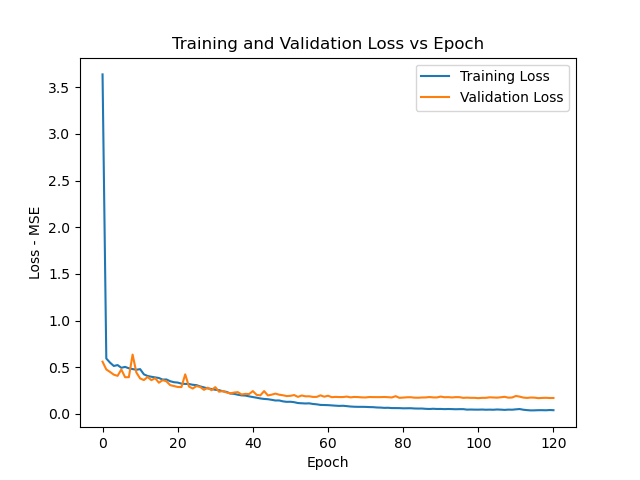 Training and Validation Loss vs Epoch
Training Loss
Validation Loss
3.5
3.0
2.5
2.0
1.5
1.0
0.5
0.0
Loss - MSE
0 20 40 60 80 100 120
Epoch